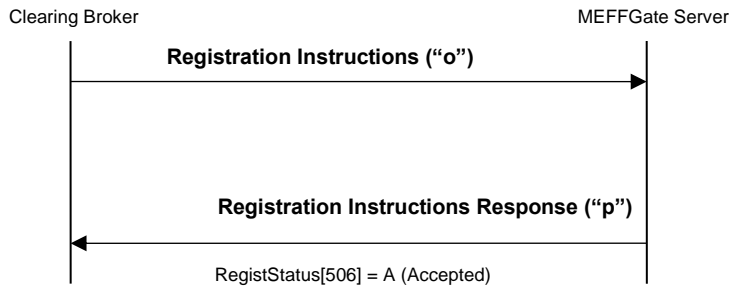 Clearing Broker
MEFFGate Server
Registration Instructions (“o”)
Registration Instructions Response (“p”)
RegistStatus[506] = A (Accepted)